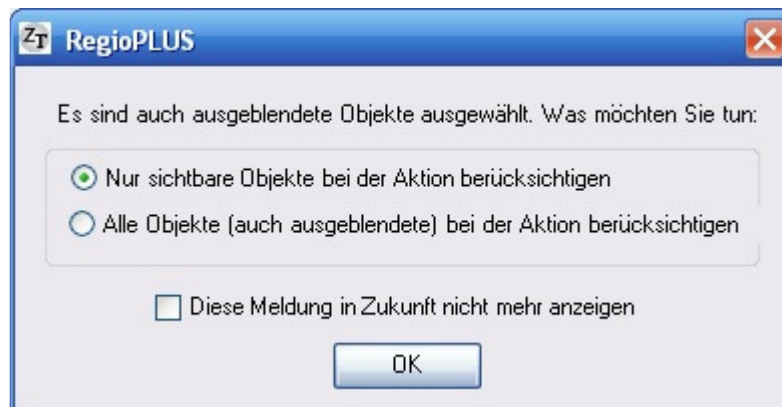 ZT RegioPLUS
Es sind auch ausgeblendete Objekte ausgewählt. Was möchten Sie tun:
Nur sichtbare Objekte bei der Aktion berücksichtigen
Alle Objekte (auch ausgeblendete) bei der Aktion berücksichtigen
Diese Meldung in Zukunft nicht mehr anzeigen
OK